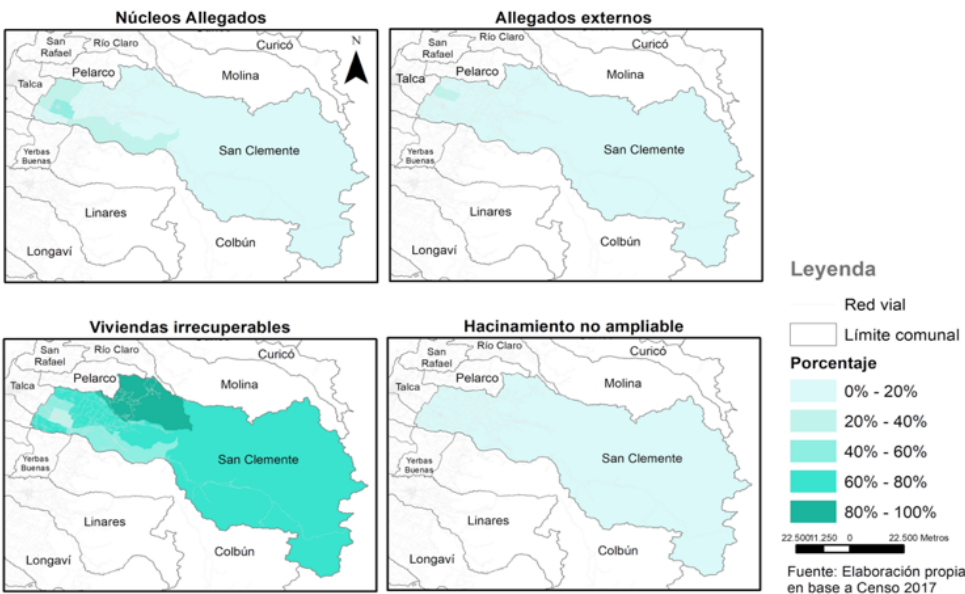 Núcleos Allegados
San
Rafael
Río Claro
Curicó
N
Pelarco
Molina
Talca
San Clemente
Yerbas
Buenas
Linares
Colbún
Longaví
Allegados externos
San
Rafael
Río Claro
Curicó
Talca
Pelarco
Molina
San Clemente
Yerbas
Buenas
Linares
Colbún
Longaví
Viviendas irrecuperables
San
Rafael
Río Claro
Curicó
Talca
Pelarco
Molina
San Clemente
Yerbas
Buenas
Linares
Colbún
Longaví
Hacinamiento no ampliable
San
Rafael
Río Claro
Curicó
Talca
Pelarco
Molina
San Clemente
Yerbas
Buenas
Linares
Colbún
Longaví
Leyenda
Red vial
Límite comunal
Porcentaje
0% - 20%
20% - 40%
40% - 60%
60% - 80%
80% - 100%
22.50011.250 0 22.500 Metros
Fuente: Elaboración propia
en base a Censo 2017